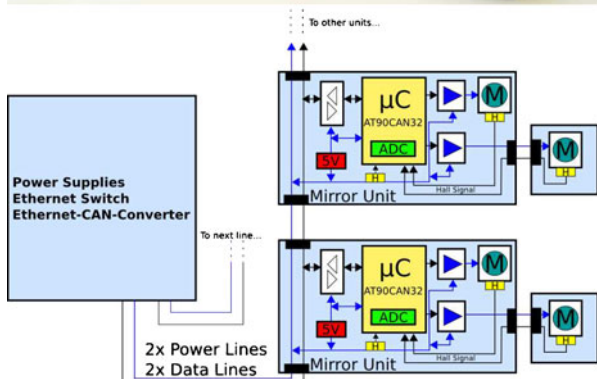 To other units...
µC
AT90CAN32
ADC
M
H
5V
H
Hall Signal
Mirror Unit
M
H
Power Supplies
Ethernet Switch
Ethernet-CAN-Converter
To next line...
µC
AT90CAN32
ADC
M
H
5V
H
Hall Signal
Mirror Unit
M
H
2x Power Lines
2x Data Lines